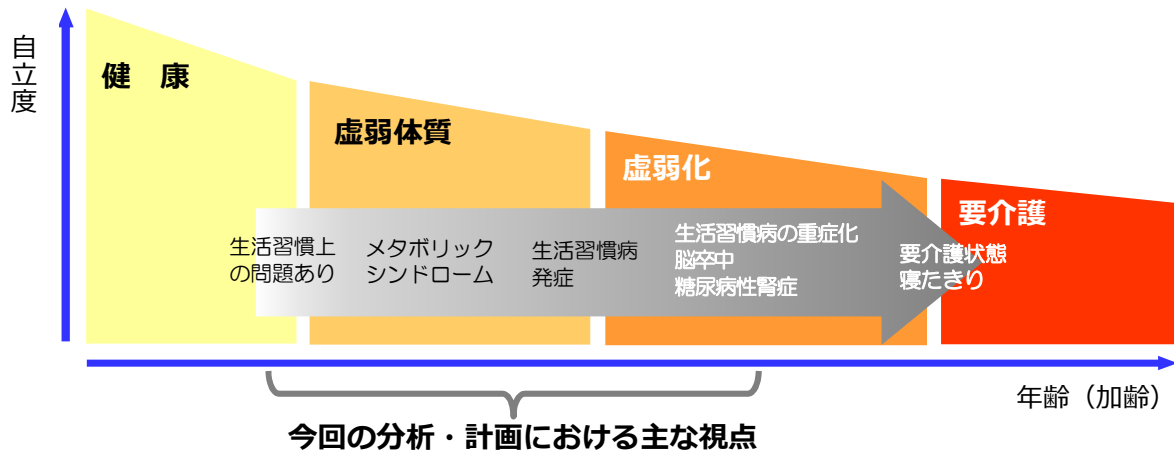 自立度
健　康
虚弱体質
虚弱化
要介護
生活習慣上
の問題あり
メタボリック
シンドローム
生活習慣病
発症
生活習慣病の重症化
脳卒中
糖尿病性腎症
要介護状態
寝たきり
年齢（加齢）
今回の分析・計画における主な視点